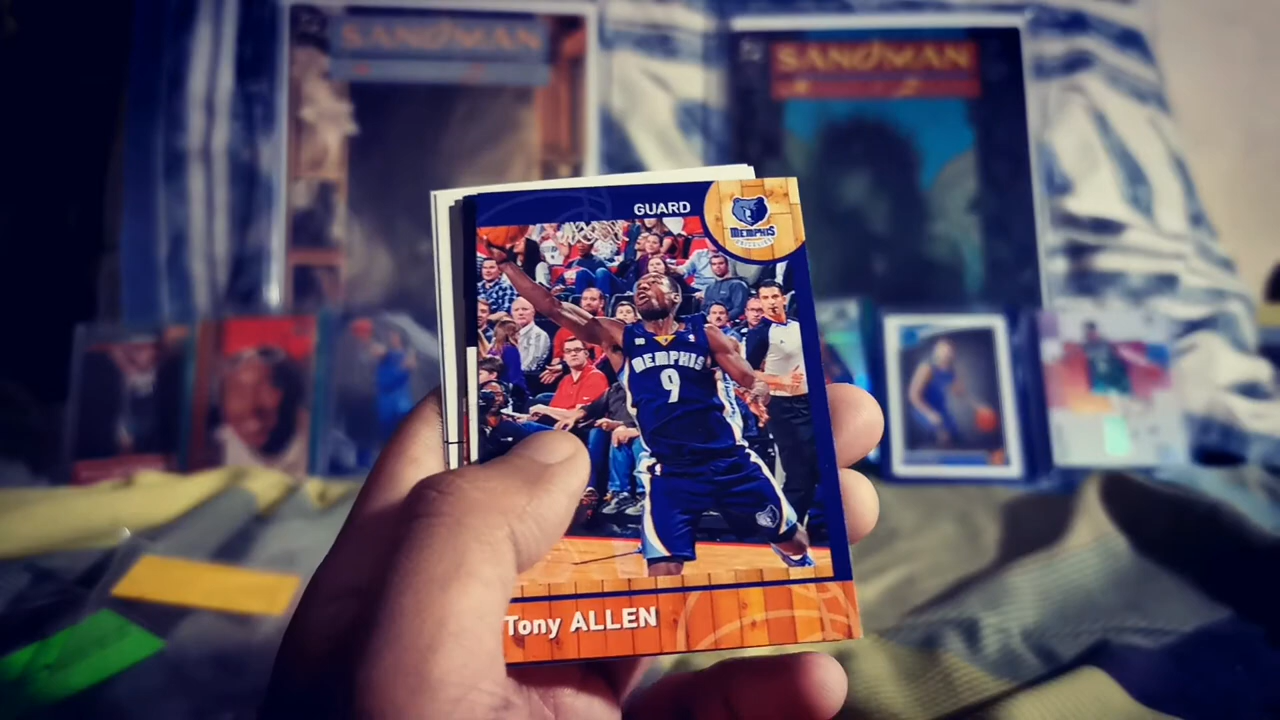 SANDMAN
SANDMAN
GUARD
MEMPHIS
GRIZZLIES
MEMPHIS
9
Tony ALLEN